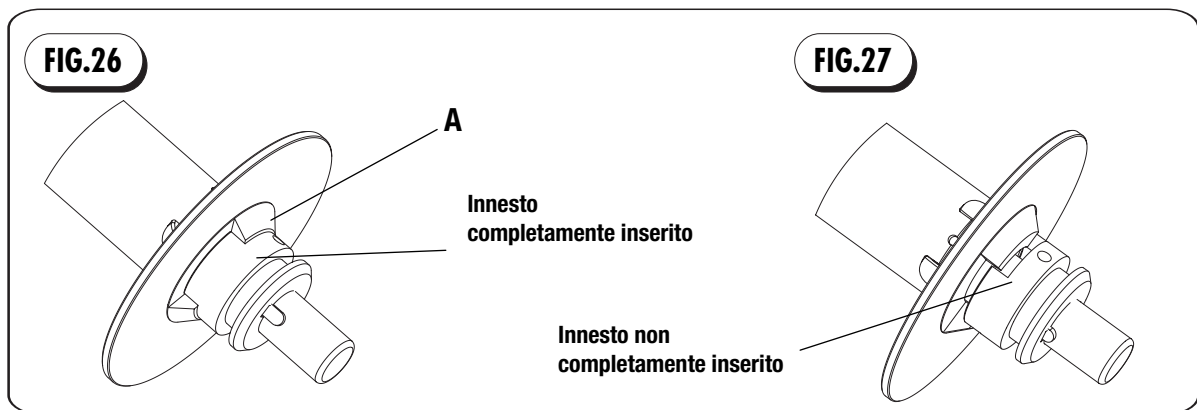 FIG.26
FIG.27
A
Innesto
completamente inserito
Innesto non
completamente inserito